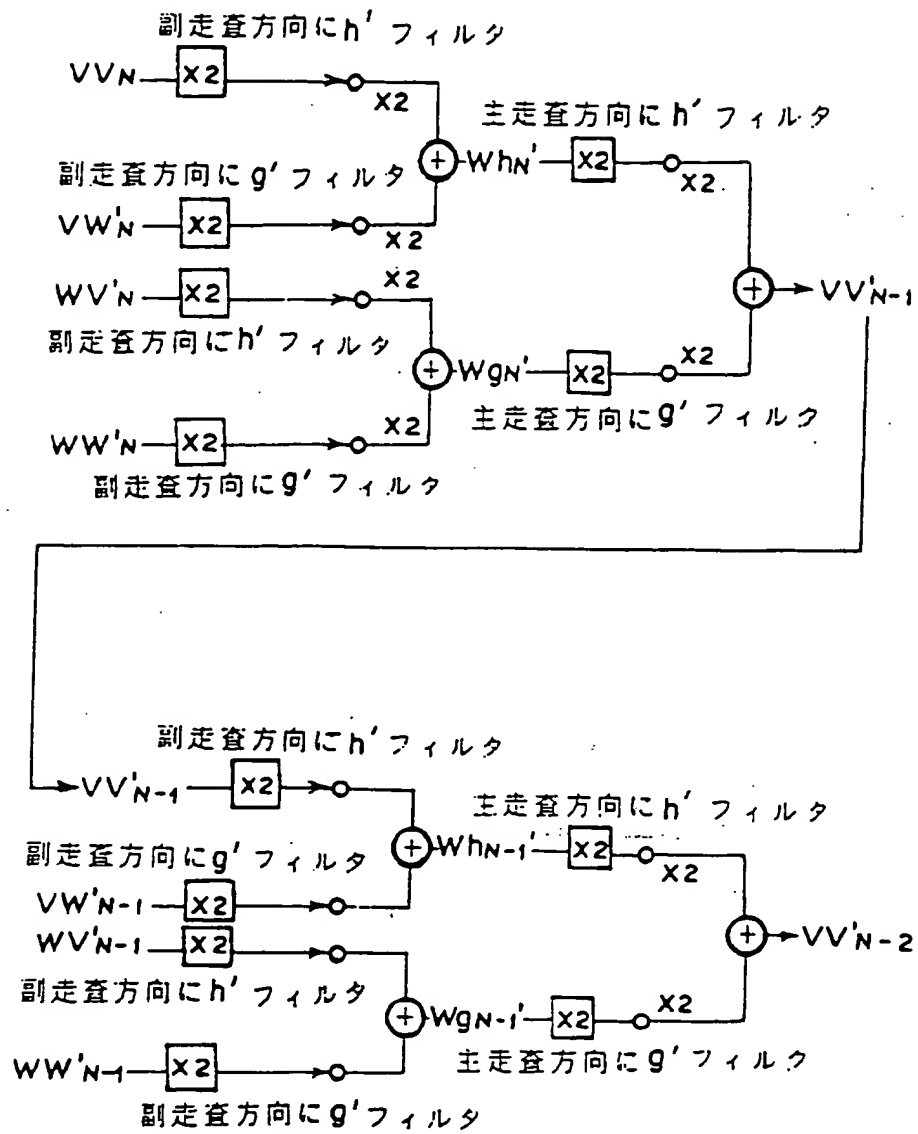 副走査方向にh' フィルタ
VVN X2 X2
主走査方向にh' フィルタ
+ WhN' X2 X2
副走査方向にg' フィルタ
VW'N X2 X2
+ VV'N-1
WV'N X2 X2
副走査方向にh' フィルタ
+ WgN' X2 X2
主走査方向にg' フィルタ
WW'N X2 X2
副走査方向にg' フィルタ
副走査方向にh' フィルタ
VV'N-1 X2
主走査方向にh' フィルタ
+ WhN-1' X2 X2
副走査方向にg' フィルタ
VW'N-1 X2
WV'N-1 X2
+ VV'N-2
副走査方向にh' フィルタ
+ WgN-1' X2 X2
主走査方向にg' フィルタ
WW'N-1 X2
副走査方向にg' フィルタ